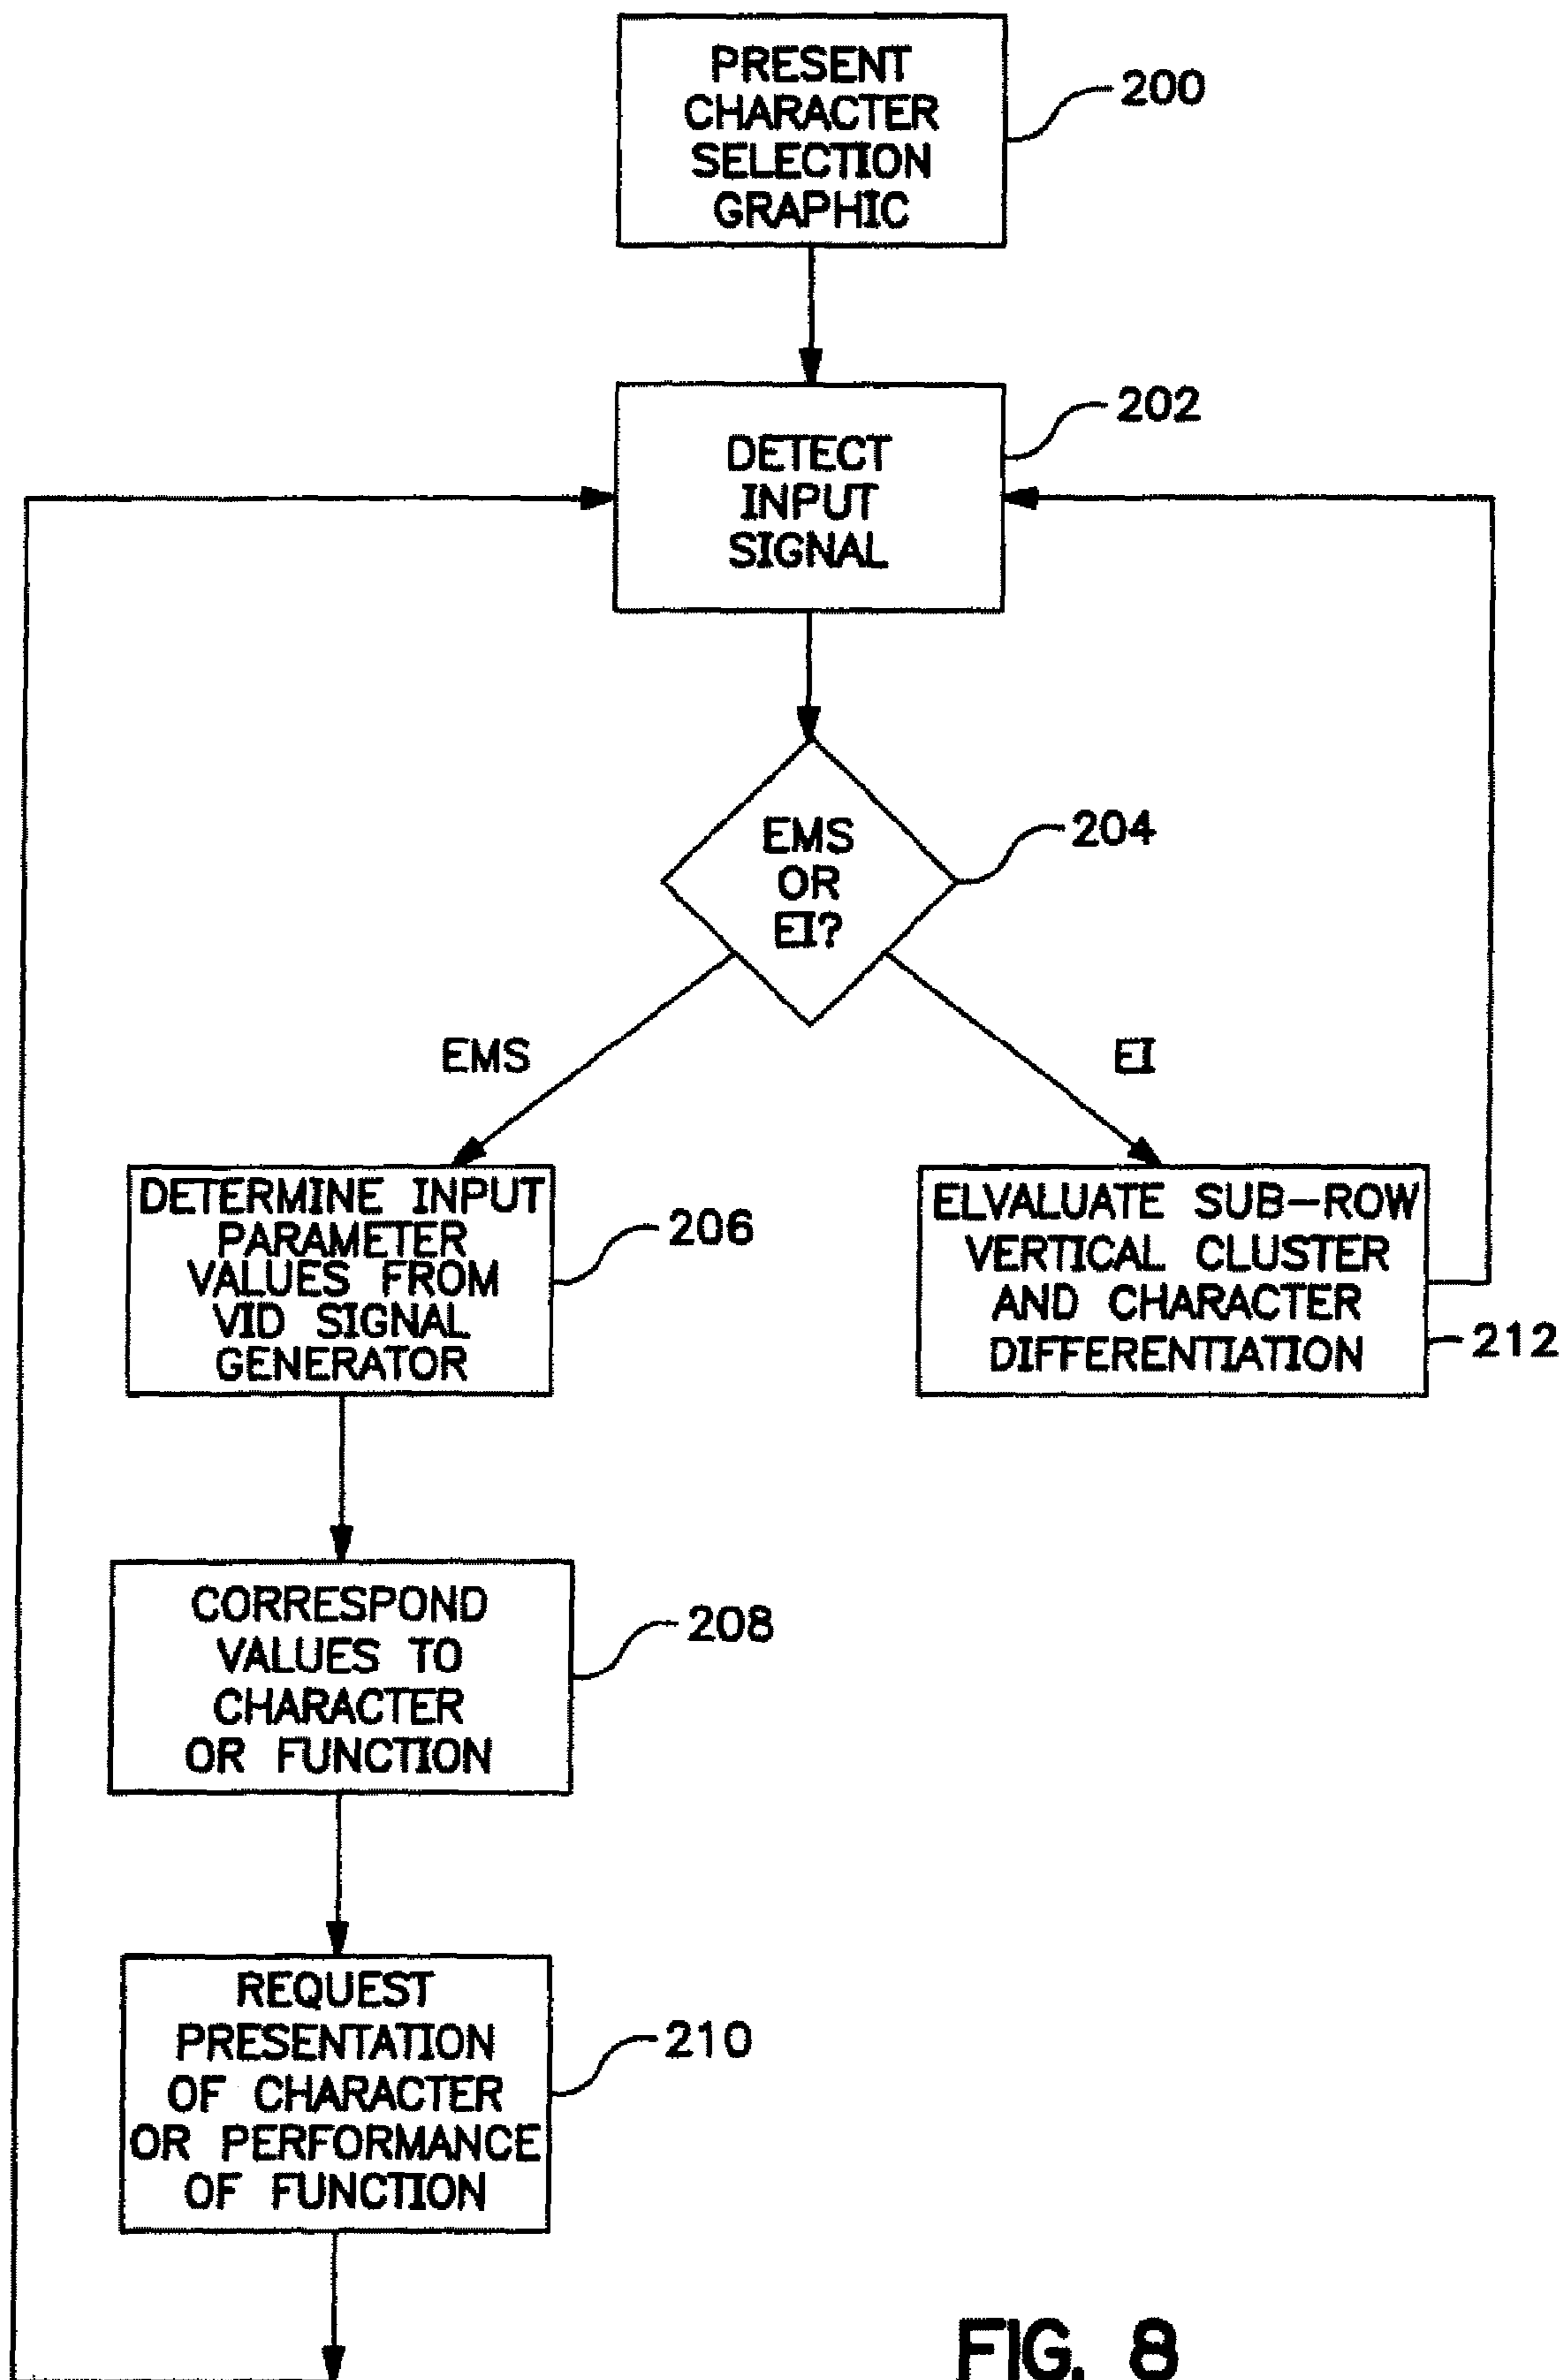 PRESENT
CHARACTER
SELECTION
GRAPHIC
200
DETECT
INPUT
SIGNAL
202
EMS
OR
EI?
204
EMS
EI
DETERMINE INPUT
PARAMETER
VALUES FROM
VID SIGNAL
GENERATOR
206
ELVALUATE SUB-ROW
VERTICAL CLUSTER
AND CHARACTER
DIFFERENTIATION
212
CORRESPOND
VALUES TO
CHARACTER
OR FUNCTION
208
REQUEST
PRESENTATION
OF CHARACTER
OR PERFORMANCE
OF FUNCTION
210
FIG. 8